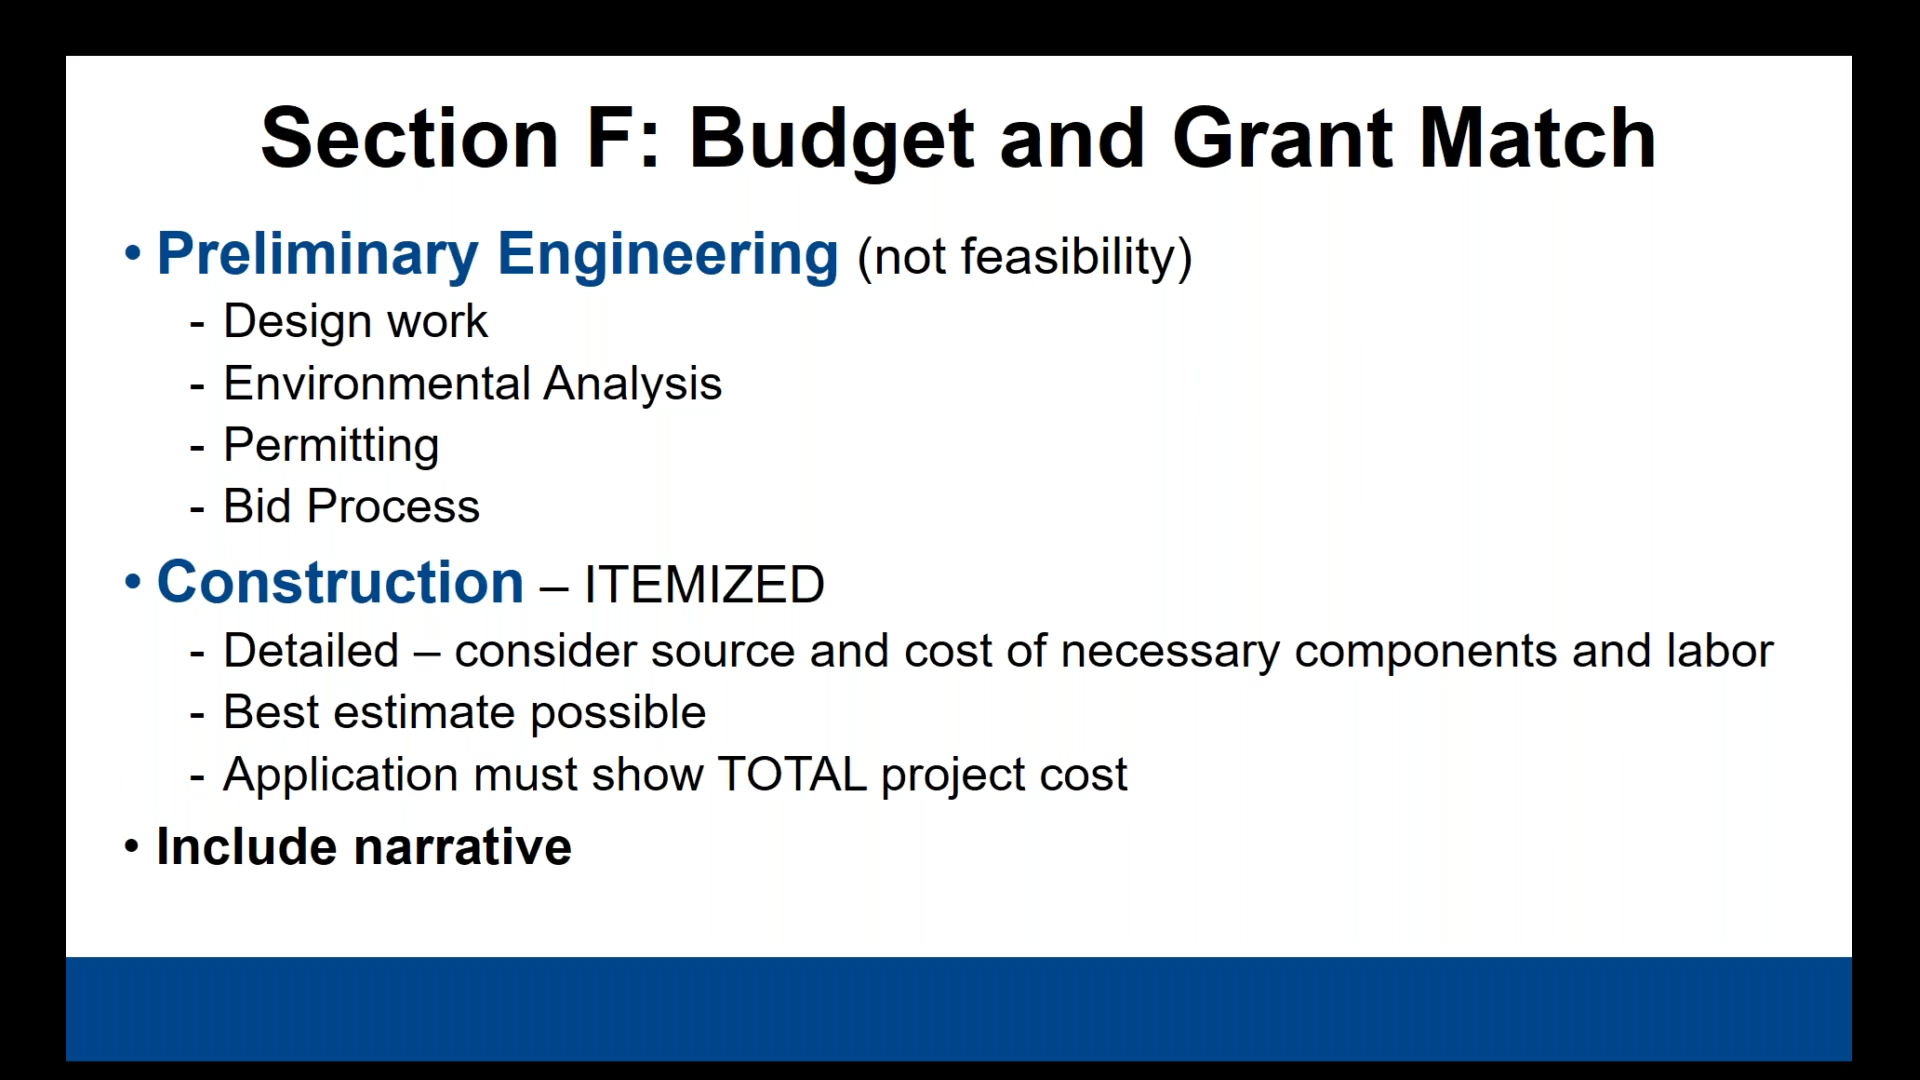 Section F: Budget and Grant Match
• Preliminary Engineering (not feasibility)
- Design work
- Environmental Analysis
- Permitting
- Bid Process
• Construction – ITEMIZED
- Detailed – consider source and cost of necessary components and labor
- Best estimate possible
- Application must show TOTAL project cost
• Include narrative